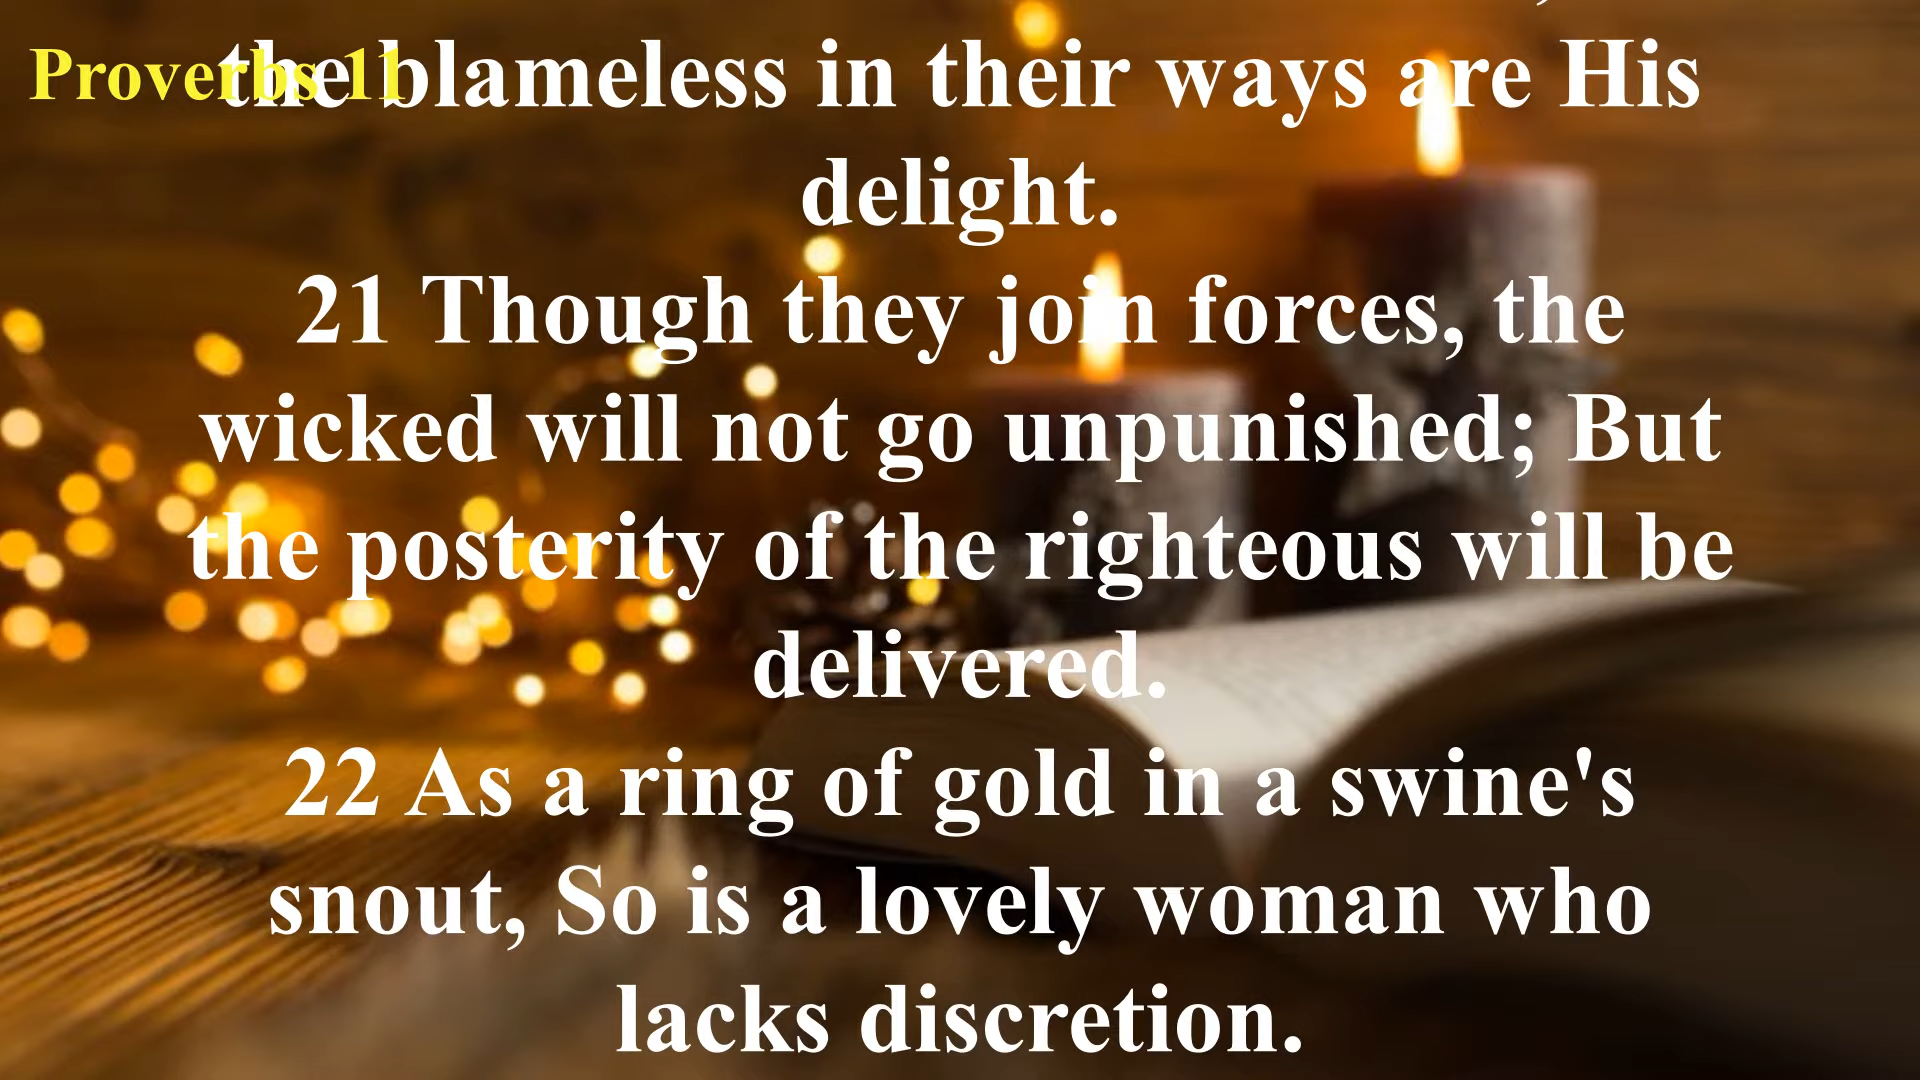 Proverbs 11
the blameless in their ways are His
delight.
21 Though they join forces, the
wicked will not go unpunished; But
the posterity of the righteous will be
delivered.
22 As a ring of gold in a swine's
snout, So is a lovely woman who
lacks discretion.